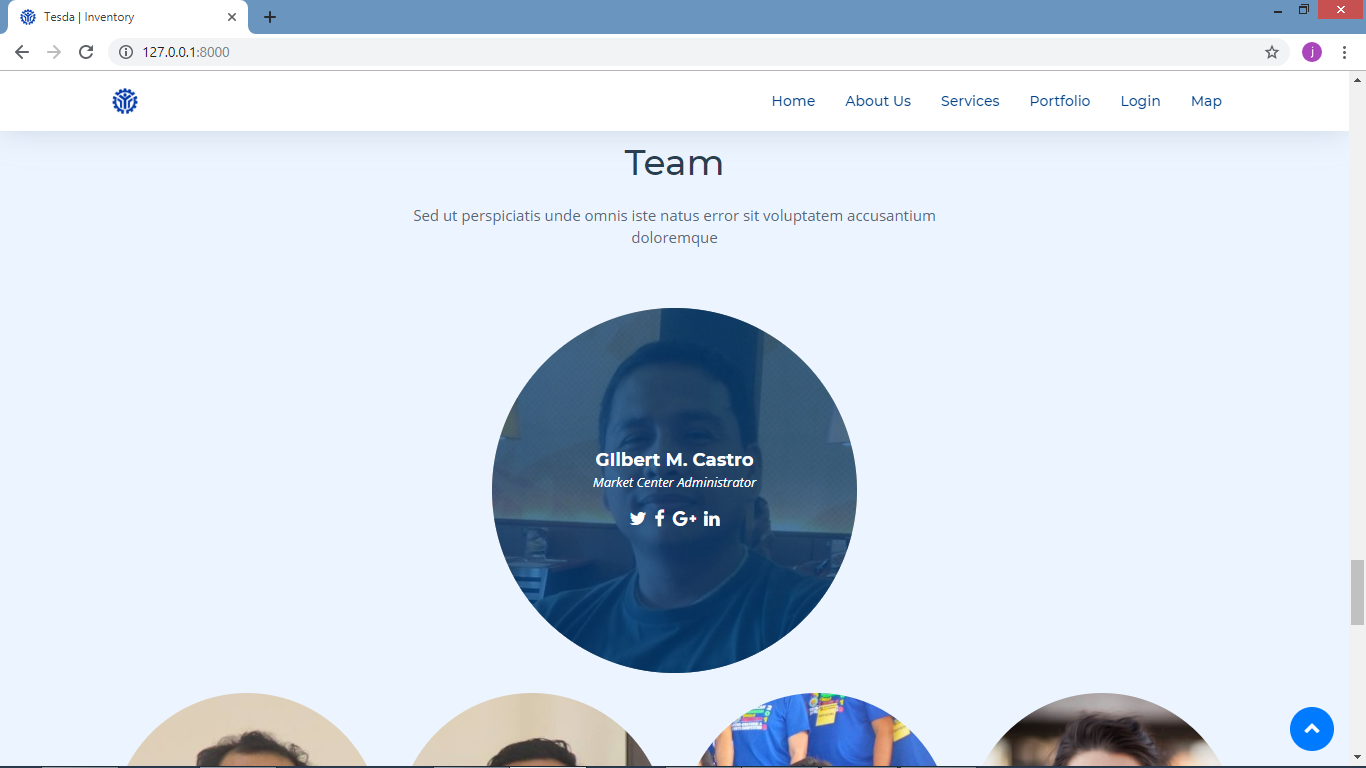 Tesda | Inventory
127.0.0.1:8000
j
Home About Us Services Portfolio Login Map
Team
Sed ut perspiciatis unde omnis iste natus error sit voluptatem accusantium
doloremque
GIlbert M. Castro
Market Center Administrator